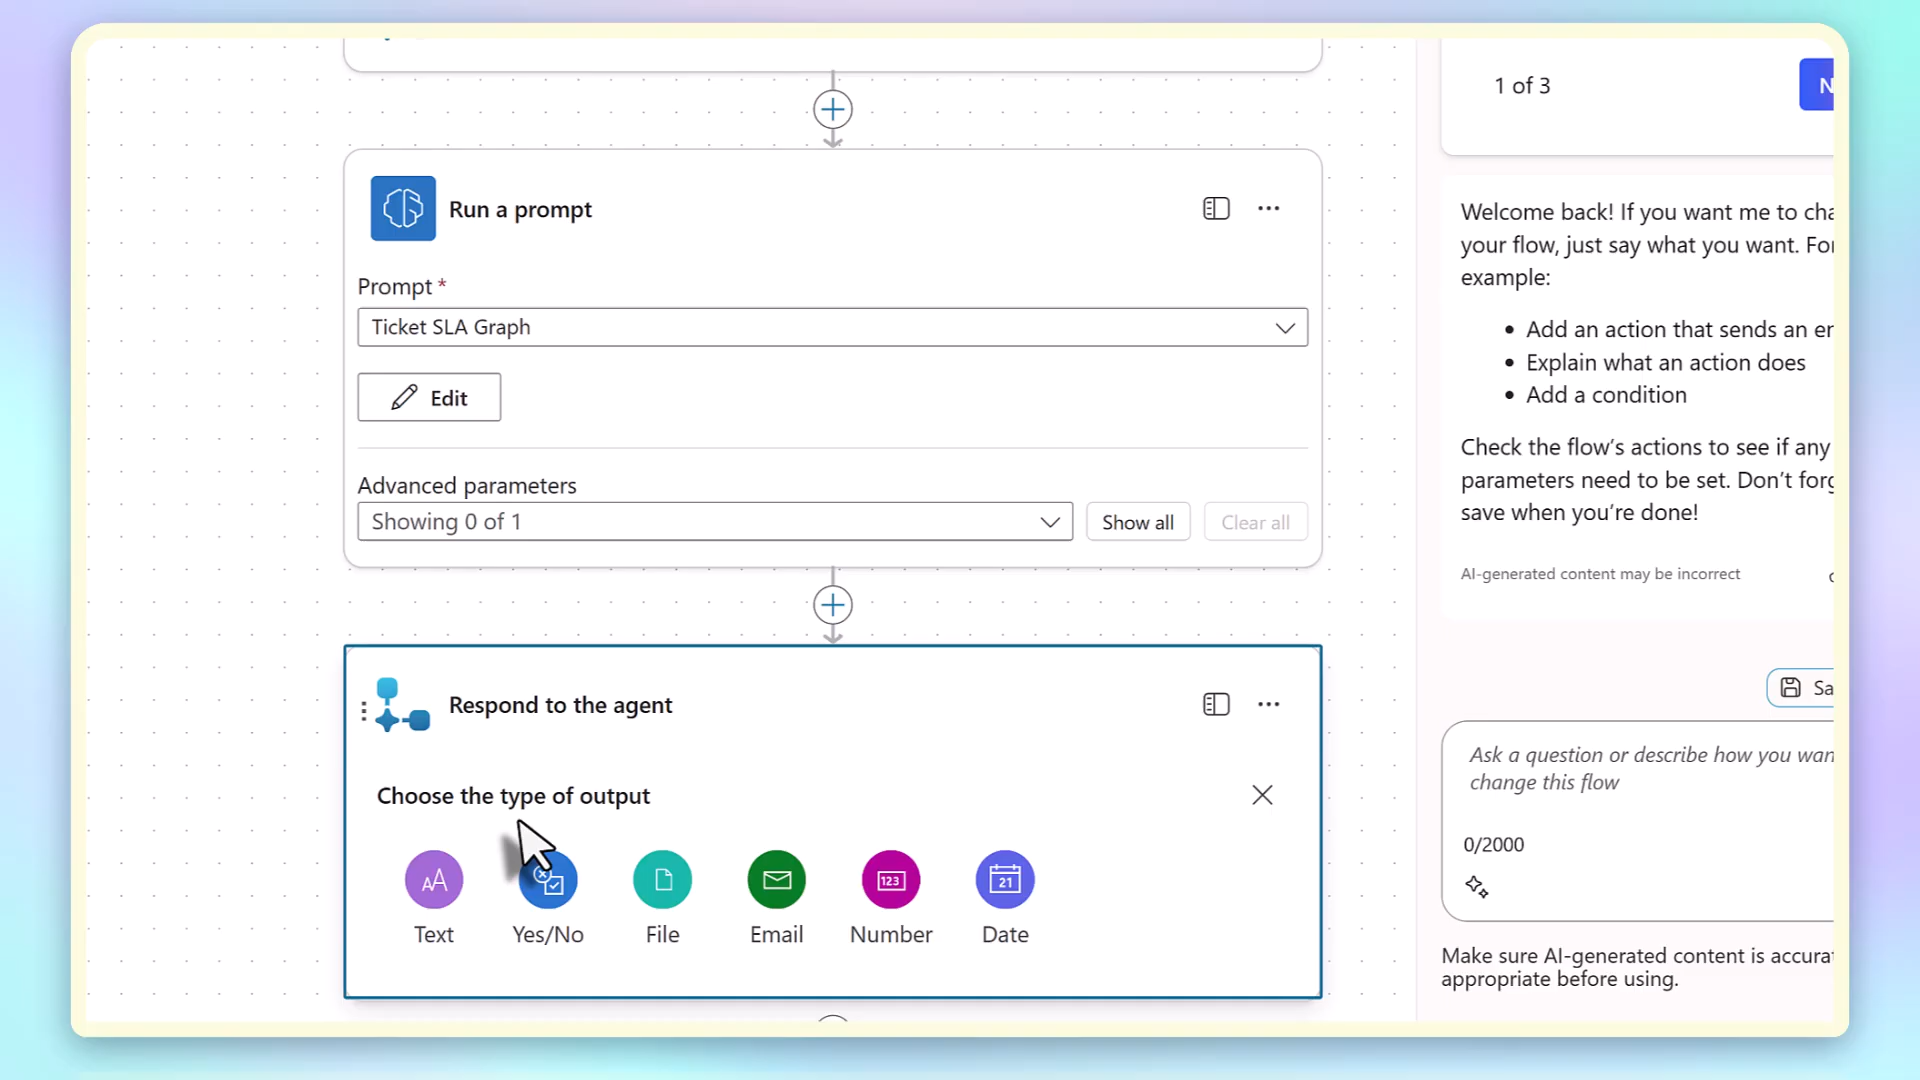 Run a prompt
Prompt *
Ticket SLA Graph
Edit
Advanced parameters
Showing 0 of 1
Show all
Clear all
Respond to the agent
Choose the type of output
AA
Text
Yes/No
File
Email
123
Number
21
Date
1 of 3
N
Welcome back! If you want me to cha
your flow, just say what you want. For
example:
• Add an action that sends an em
• Explain what an action does
• Add a condition
Check the flow’s actions to see if any
parameters need to be set. Don’t forg
save when you’re done!
AI-generated content may be incorrect
Sa
Ask a question or describe how you wan
change this flow
0/2000
Make sure AI-generated content is accurat
appropriate before using.